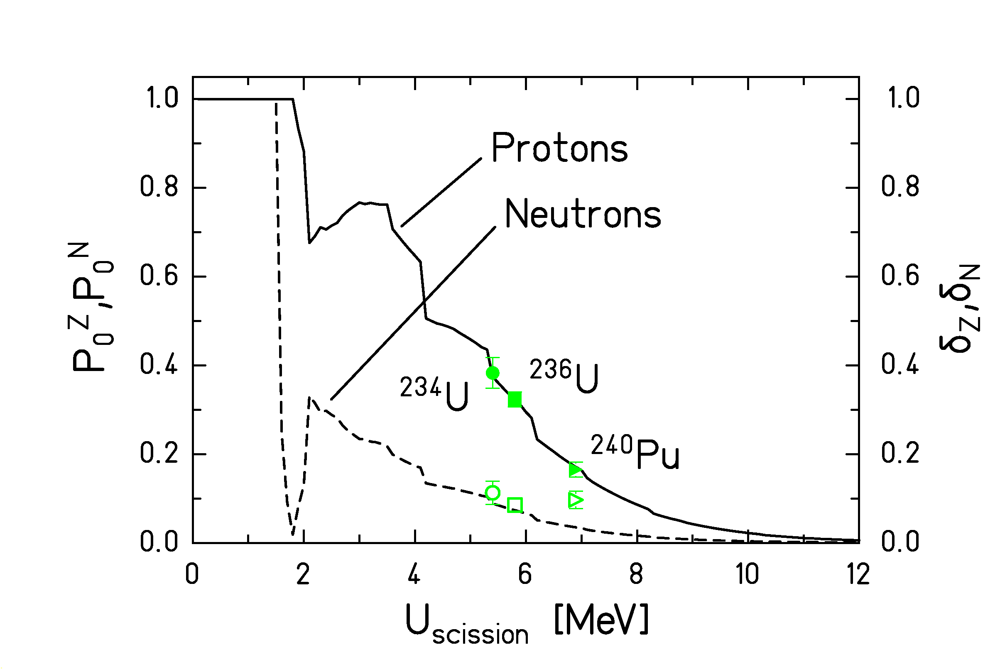 1.0
0.8
0.6
0.4
0.2
0.0
P₀ᶻ,P₀ᴺ
Protons
Neutrons
²³⁴U
²³⁶U
²⁴⁰Pu
1.0
0.8
0.6
0.4
0.2
0.0
δZ,δN
0 2 4 6 8 10 12
Uscission [MeV]